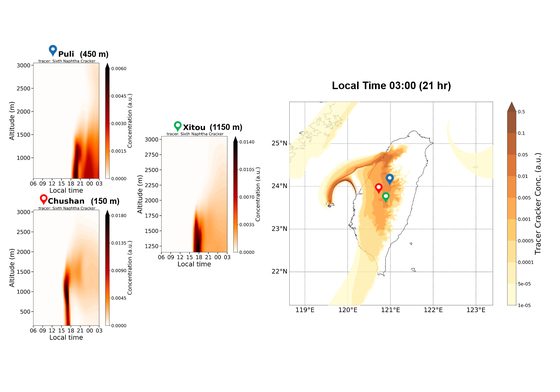 Puli (450 m)
tracer: Sixth Naphtha Cracker
3000
2500
2000
1500
1000
Altitude (m)
06 09 12 15 18 21 00 03
Local time
0.0060
0.0045
0.0030
0.0015
0.0000
Concentration (a.u.)
Xitou (1150 m)
tracer: Sixth Naphtha Cracker
3000
2750
2500
2250
2000
1750
1500
1250
Altitude (m)
06 09 12 15 18 21 00 03
Local time
0.0140
0.0105
0.0070
0.0035
0.0000
Concentration (a.u.)
Chushan (150 m)
tracer: Sixth Naphtha Cracker
3000
2500
2000
1500
1000
500
Altitude (m)
06 09 12 15 18 21 00 03
Local time
0.0180
0.0135
0.0090
0.0045
0.0000
Concentration (a.u.)
Local Time 03:00 (21 hr)
25°N
24°N
23°N
22°N
119°E 120°E 121°E 122°E 123°E
0.5
0.1
0.05
0.01
0.005
0.001
0.0005
0.0001
5e-05
Tracer Cracker Conc. (a.u.)